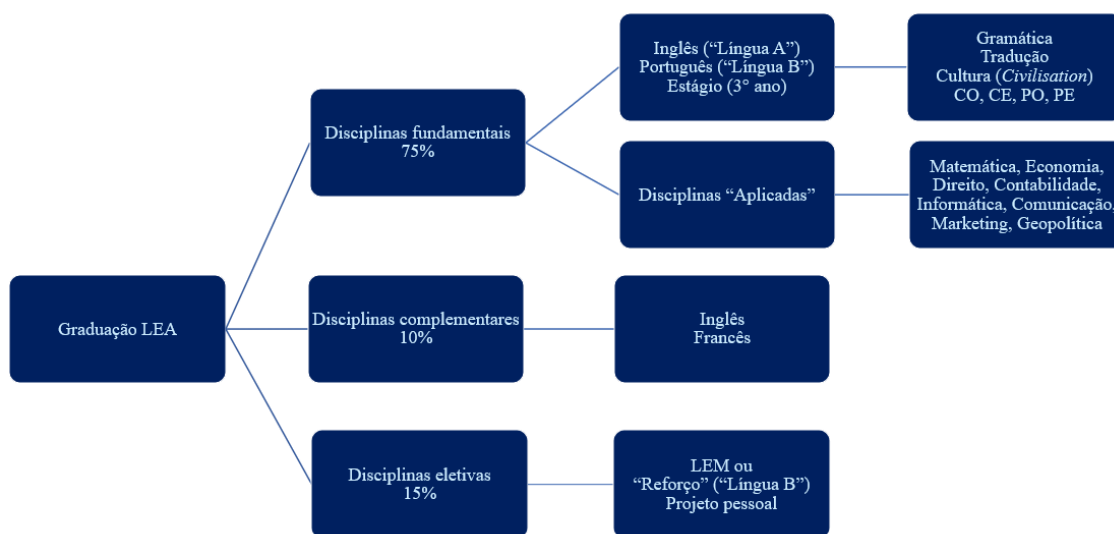 Graduação LEA
Disciplinas fundamentais
75%
Inglês (“Língua A”)
Português (“Língua B”)
Estágio (3° ano)
Gramática
Tradução
Cultura (Civilisation)
CO, CE, PO, PE
Disciplinas “Aplicadas”
Matemática, Economia,
Direito, Contabilidade,
Informática, Comunicação,
Marketing, Geopolítica
Disciplinas complementares
10%
Inglês
Francês
Disciplinas eletivas
15%
LEM ou
“Reforço” (“Língua B”)
Projeto pessoal